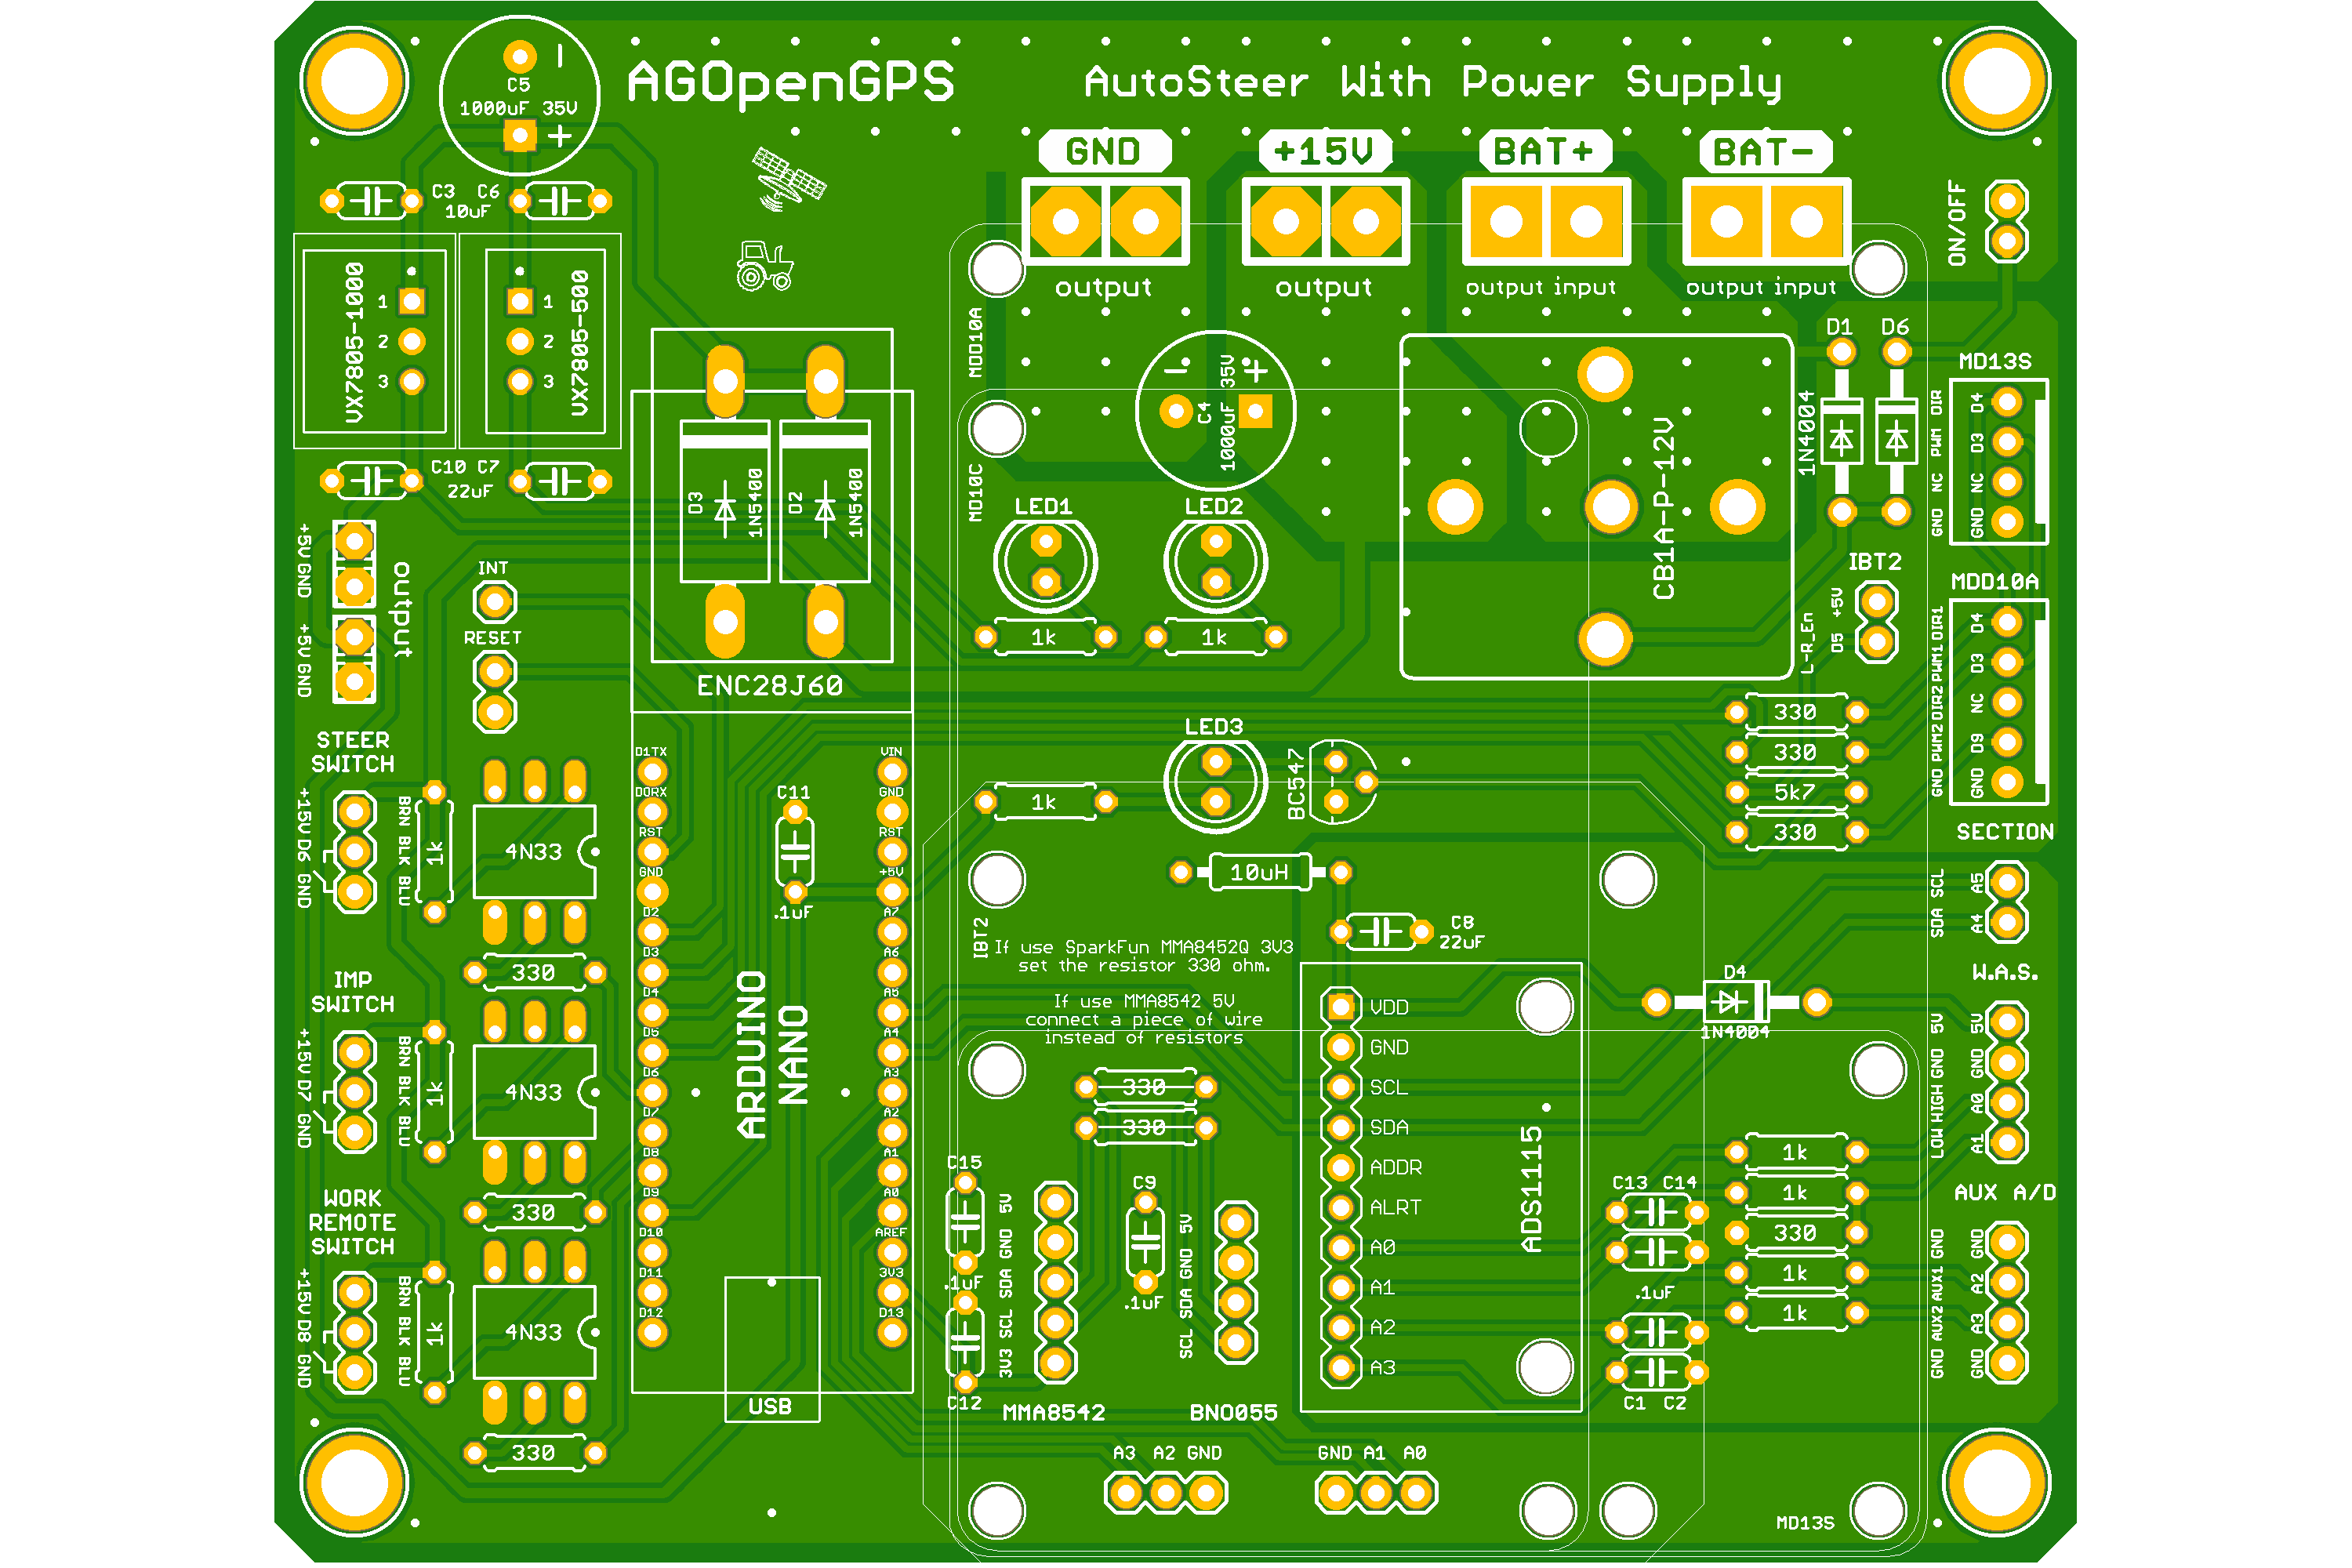 AGOpenGPS
AutoSteer With Power Supply
C5
1000uF 35V
GND
+15V
BAT+
BAT-
output
output
output input
output input
ON/OFF
C3 C6
10uF
VX7805-1000
1
2
3
VX7805-500
1
2
3
C10 C7
22uF
D3
1N5400
D2
1N5400
ENC28J60
MDD10A
MD10C
C4
1000uF 35V
LED1
LED2
1k
1k
CB1A-P-12V
D1 D6
1N4004
MD13S
DIR
PWM
NC
GND
D4
D3
NC
GND
IBT2
+5V
D5
L-R_En
MDD10A
DIR1
PWM1
DIR2
PWM2
GND
D4
D3
NC
D9
GND
+5V GND
+5V GND
output
INT
RESET
330
330
5k7
330
SECTION
SCL
SDA
A5
A4
LED3
1k
BC547
10uH
C8
22uF
IBT2
If use SparkFun MMA8452Q 3V3
set the resistor 330 ohm.
If use MMA8542 5V
connect a piece of wire
instead of resistors
330
330
STEER
SWITCH
+15V D6 GND
BRN BLK BLU
1k
4N33
330
IMP
SWITCH
+15V D7 GND
BRN BLK BLU
1k
4N33
330
WORK
REMOTE
SWITCH
+15V D8 GND
BRN BLK BLU
1k
4N33
330
D1TX
D0RX
RST
GND
D2
D3
D4
D5
D6
D7
D8
D9
D10
D11
D12
VIN
GND
RST
+5V
A7
A6
A5
A4
A3
A2
A1
A0
AREF
3V3
D13
C11
.1uF
ARDUINO
NANO
USB
C15
.1uF
C12
5V
GND
SDA
SCL
3V3
MMA8542
C9
.1uF
5V
GND
SDA
SCL
BNO055
VDD
GND
SCL
SDA
ADDR
ALRT
A0
A1
A2
A3
ADS1115
D4
1N4004
W.A.S.
5V
GND
HIGH
LOW
5V
GND
A0
A1
C13 C14
.1uF
C1 C2
1k
1k
330
1k
1k
AUX A/D
GND
AUX1
AUX2
GND
GND
A2
A3
GND
A3 A2 GND
GND A1 A0
MD13S